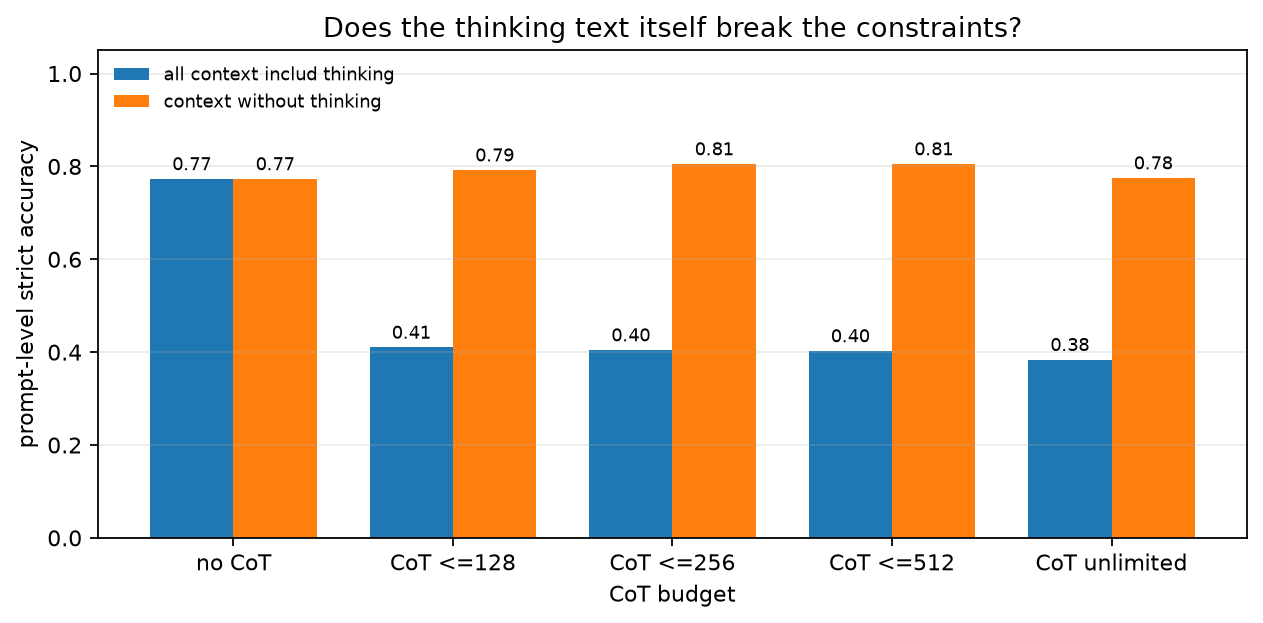 Does the thinking text itself break the constraints?
all context includ thinking
context without thinking
prompt-level strict accuracy
1.0
0.8
0.6
0.4
0.2
0.0
0.77 0.77
0.41 0.79
0.40 0.81
0.40 0.81
0.38 0.78
no CoT CoT <=128 CoT <=256 CoT <=512 CoT unlimited
CoT budget